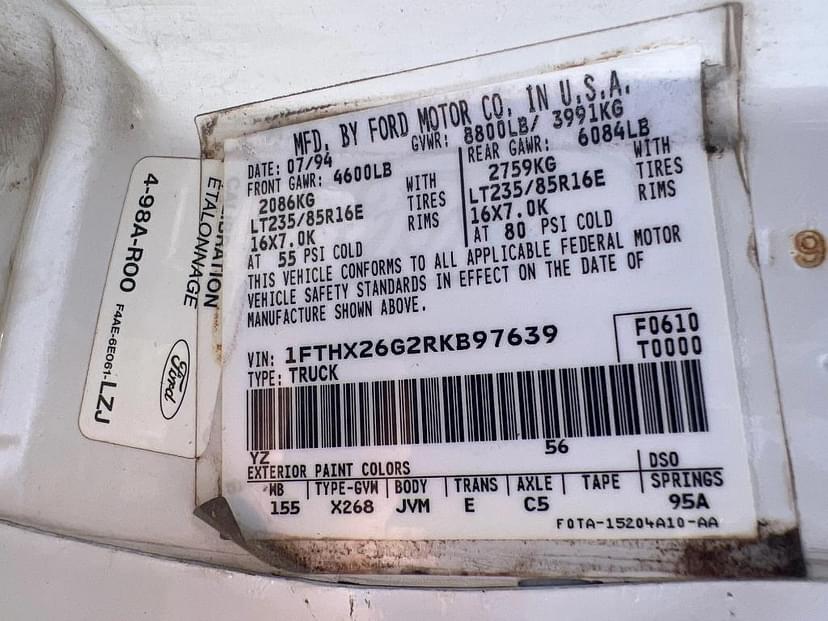 MFD. BY FORD MOTOR CO. IN U.S.A.
DATE: 07/94 GVWR: 8800LB/ 3991KG
FRONT GAWR: 4600LB REAR GAWR: 6084LB
2086KG WITH 2759KG WITH
LT235/85R16E TIRES LT235/85R16E TIRES
16X7.0K RIMS 16X7.0K RIMS
AT 55 PSI COLD AT 80 PSI COLD
THIS VEHICLE CONFORMS TO ALL APPLICABLE FEDERAL MOTOR
VEHICLE SAFETY STANDARDS IN EFFECT ON THE DATE OF
MANUFACTURE SHOWN ABOVE.
VIN: 1FTHX26G2RKB97639 F0610
TYPE: TRUCK T0000
YZ 56
EXTERIOR PAINT COLORS DSO
WB TYPE-GVW BODY TRANS AXLE TAPE SPRINGS
155 X268 JVM E C5 95A
F0TA-15204A10-AA
CALIBRATION
ÉTALONNAGE
4-98A-R00
F4AE-6E061-LZJ
Ford
9